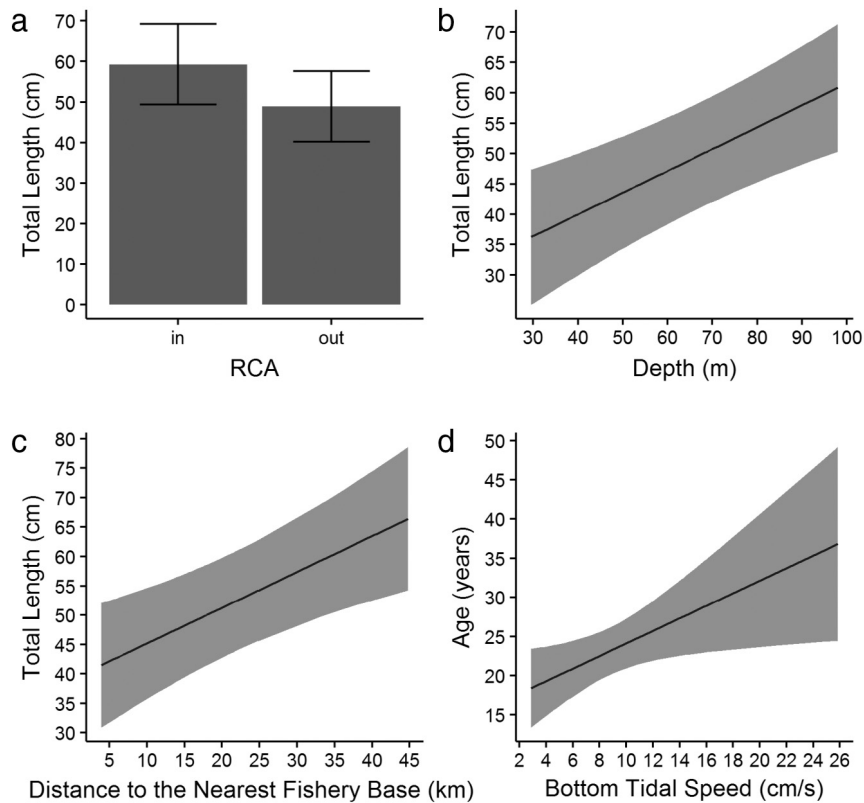 a
Total Length (cm)
70
60
50
40
30
20
10
0
in out
RCA
b
Total Length (cm)
70
65
60
55
50
45
40
35
30
30 40 50 60 70 80 90 100
Depth (m)
c
Total Length (cm)
80
75
70
65
60
55
50
45
40
35
30
5 10 15 20 25 30 35 40 45
Distance to the Nearest Fishery Base (km)
d
Age (years)
50
45
40
35
30
25
20
15
2 4 6 8 10 12 14 16 18 20 22 24 26
Bottom Tidal Speed (cm/s)